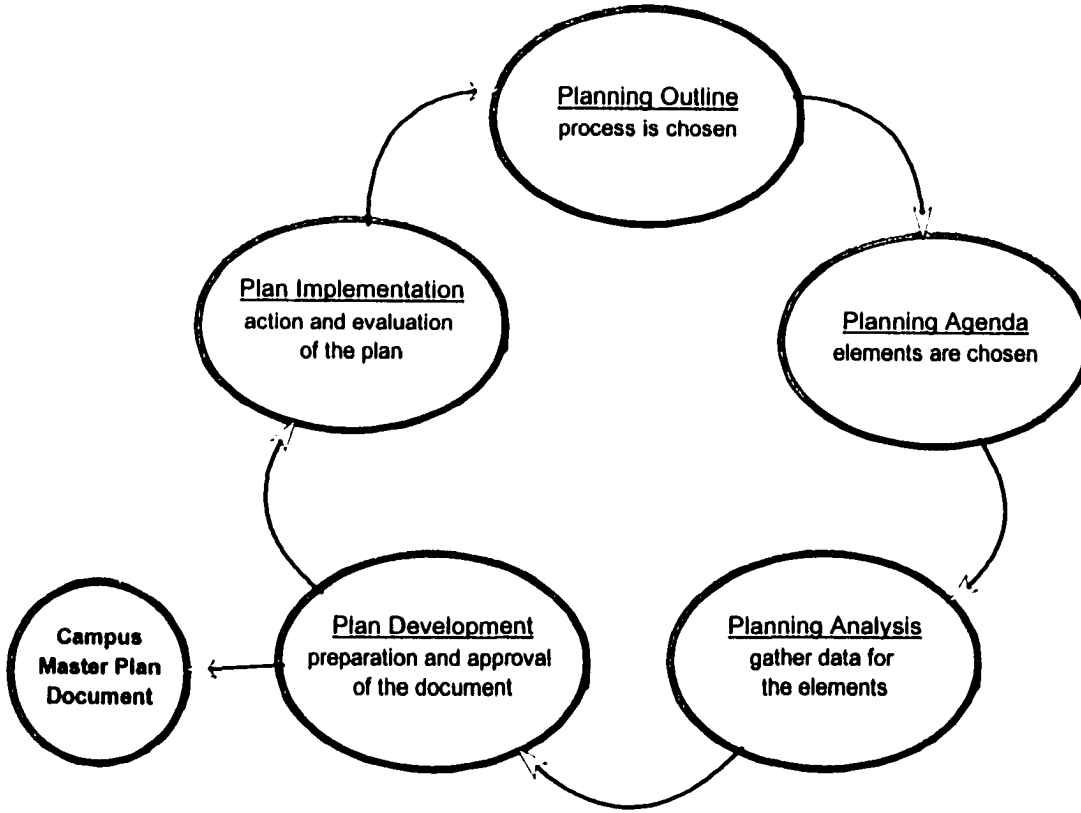 Planning Outline
process is chosen
Planning Agenda
elements are chosen
Planning Analysis
gather data for
the elements
Plan Development
preparation and approval
of the document
Campus
Master Plan
Document
Plan Implementation
action and evaluation
of the plan